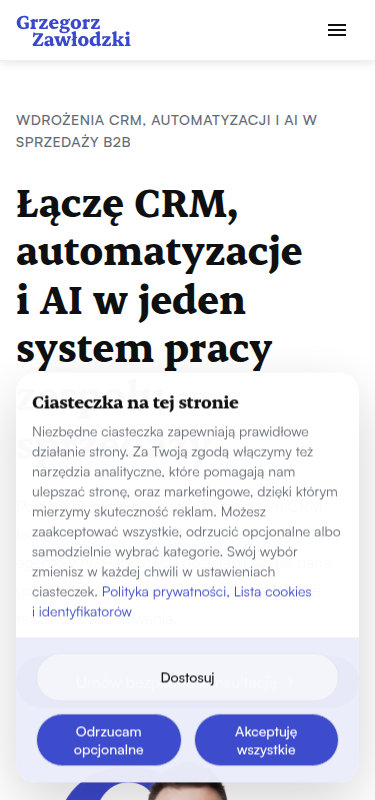 Grzegorz
Zawłodzki
WDROŻENIA CRM, AUTOMATYZACJI I AI W
SPRZEDAŻY B2B
Łączę CRM,
automatyzacje
i AI w jeden
system pracy
Ciasteczka na tej stronie
Niezbędne ciasteczka zapewniają prawidłowe
działanie strony. Za Twoją zgodą włączymy też
narzędzia analityczne, które pomagają nam
ulepszać stronę, oraz marketingowe, dzięki którym
mierzymy skuteczność reklam. Możesz
zaakceptować wszystkie, odrzucić opcjonalne albo
samodzielnie wybrać kategorie. Swój wybór
zmienisz w każdej chwili w ustawieniach
ciasteczek. Polityka prywatności, Lista cookies
i identyfikatorów
Dostosuj
Odrzucam
opcjonalne
Akceptuję
wszystkie